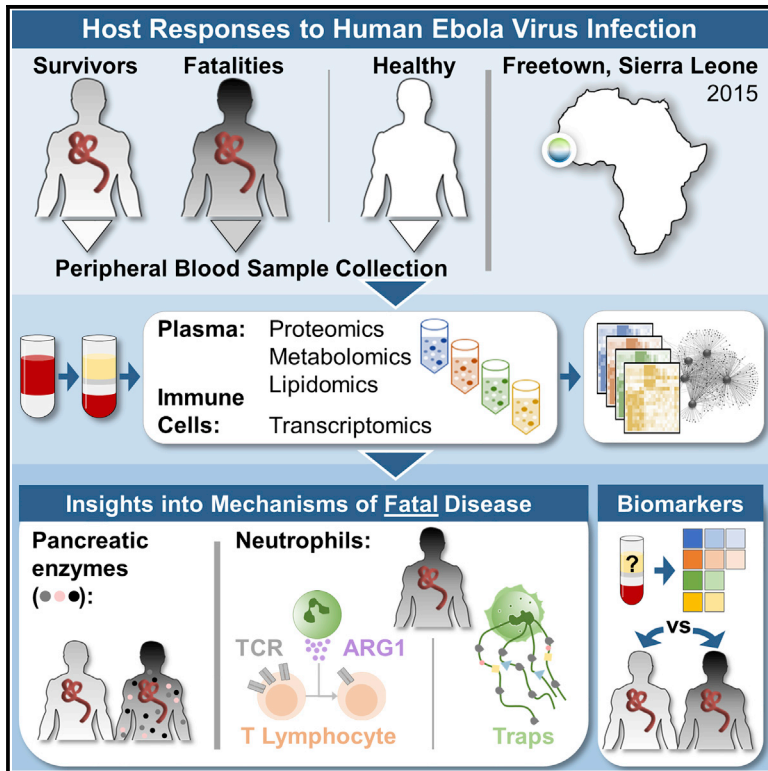 Host Responses to Human Ebola Virus Infection
Survivors
Fatalities
Healthy
Freetown, Sierra Leone
2015
Peripheral Blood Sample Collection
Plasma: Proteomics
Metabolomics
Lipidomics
Immune
Cells: Transcriptomics
Insights into Mechanisms of Fatal Disease
Pancreatic
enzymes
():
Neutrophils:
TCR
ARG1
T Lymphocyte
Traps
Biomarkers
?
vs